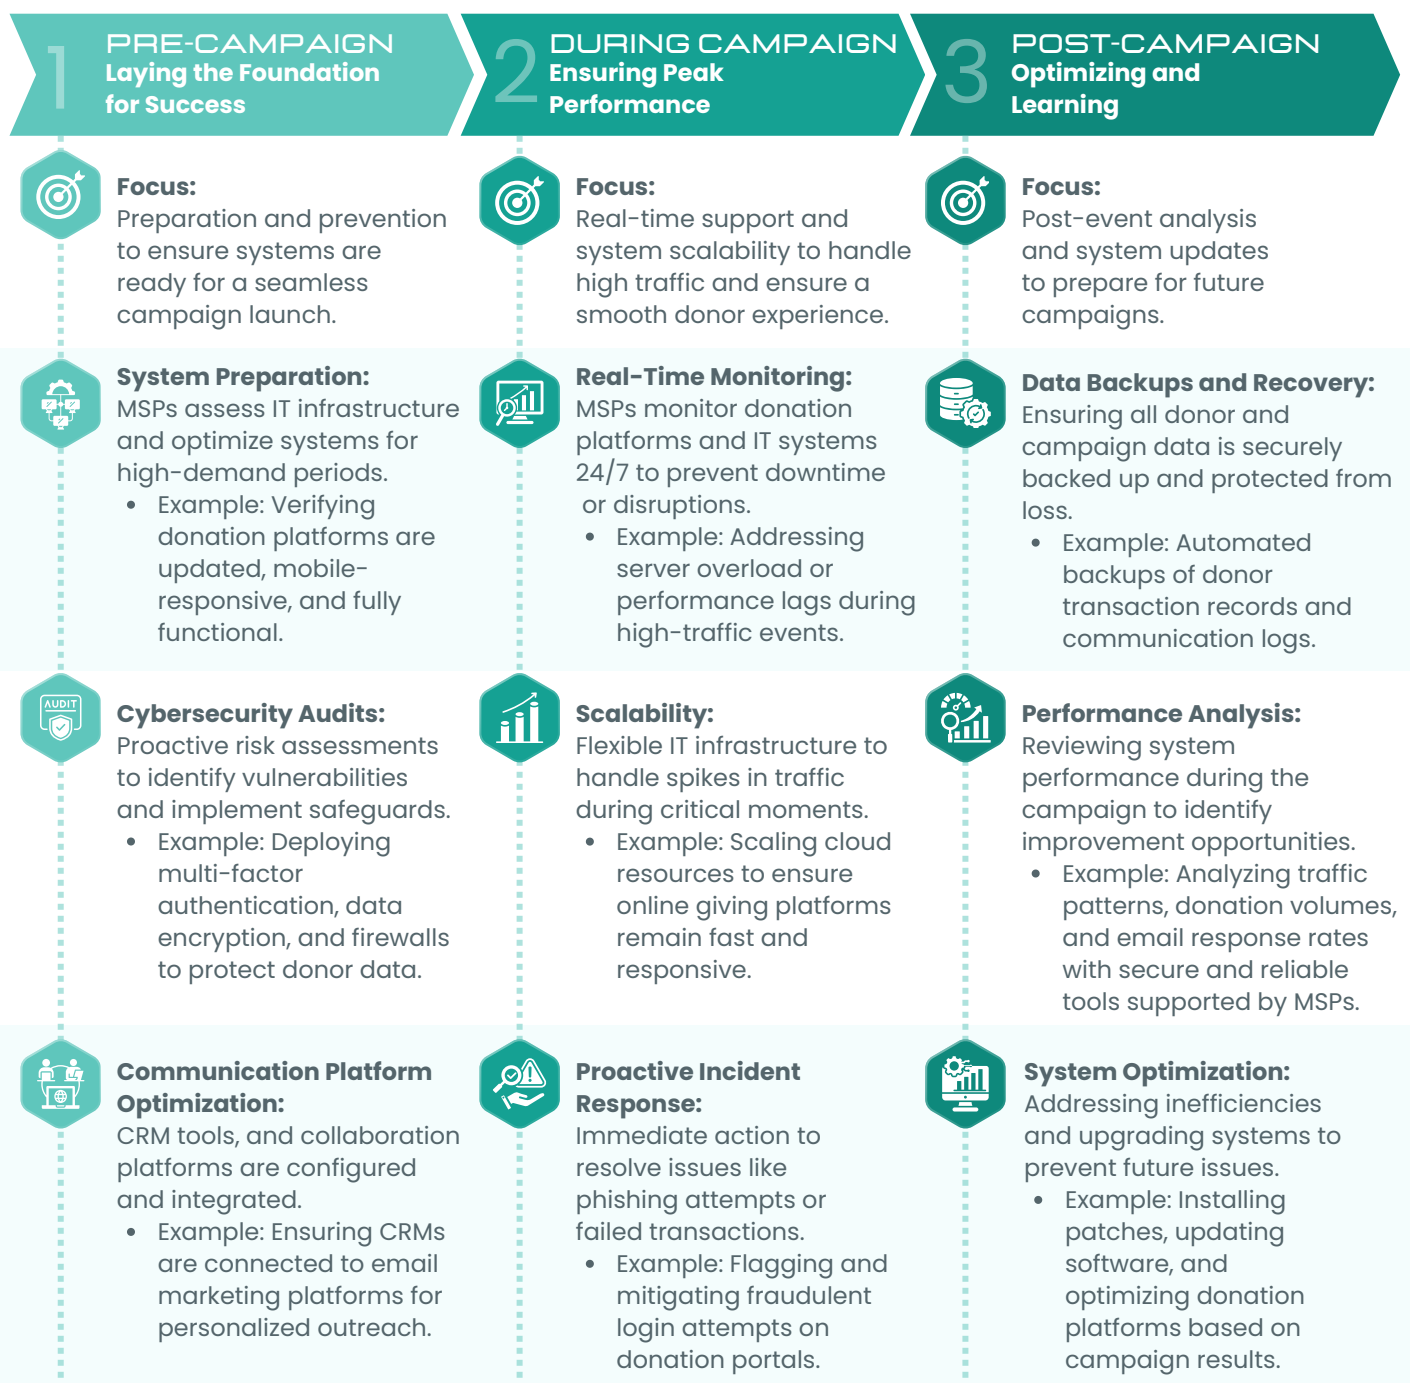 1
PRE-CAMPAIGN
Laying the Foundation
for Success
Focus:
Preparation and prevention
to ensure systems are
ready for a seamless
campaign launch.
System Preparation:
MSPs assess IT infrastructure
and optimize systems for
high-demand periods.
• Example: Verifying
donation platforms are
updated, mobile-
responsive, and fully
functional.
AUDIT
Cybersecurity Audits:
Proactive risk assessments
to identify vulnerabilities
and implement safeguards.
• Example: Deploying
multi-factor
authentication, data
encryption, and firewalls
to protect donor data.
Communication Platform
Optimization:
CRM tools, and collaboration
platforms are configured
and integrated.
• Example: Ensuring CRMs
are connected to email
marketing platforms for
personalized outreach.
2
DURING CAMPAIGN
Ensuring Peak
Performance
Focus:
Real-time support and
system scalability to handle
high traffic and ensure a
smooth donor experience.
Real-Time Monitoring:
MSPs monitor donation
platforms and IT systems
24/7 to prevent downtime
or disruptions.
• Example: Addressing
server overload or
performance lags during
high-traffic events.
Scalability:
Flexible IT infrastructure to
handle spikes in traffic
during critical moments.
• Example: Scaling cloud
resources to ensure
online giving platforms
remain fast and
responsive.
Proactive Incident
Response:
Immediate action to
resolve issues like
phishing attempts or
failed transactions.
• Example: Flagging and
mitigating fraudulent
login attempts on
donation portals.
3
POST-CAMPAIGN
Optimizing and
Learning
Focus:
Post-event analysis
and system updates
to prepare for future
campaigns.
Data Backups and Recovery:
Ensuring all donor and
campaign data is securely
backed up and protected from
loss.
• Example: Automated
backups of donor
transaction records and
communication logs.
Performance Analysis:
Reviewing system
performance during the
campaign to identify
improvement opportunities.
• Example: Analyzing traffic
patterns, donation volumes,
and email response rates
with secure and reliable
tools supported by MSPs.
System Optimization:
Addressing inefficiencies
and upgrading systems to
prevent future issues.
• Example: Installing
patches, updating
software, and
optimizing donation
platforms based on
campaign results.